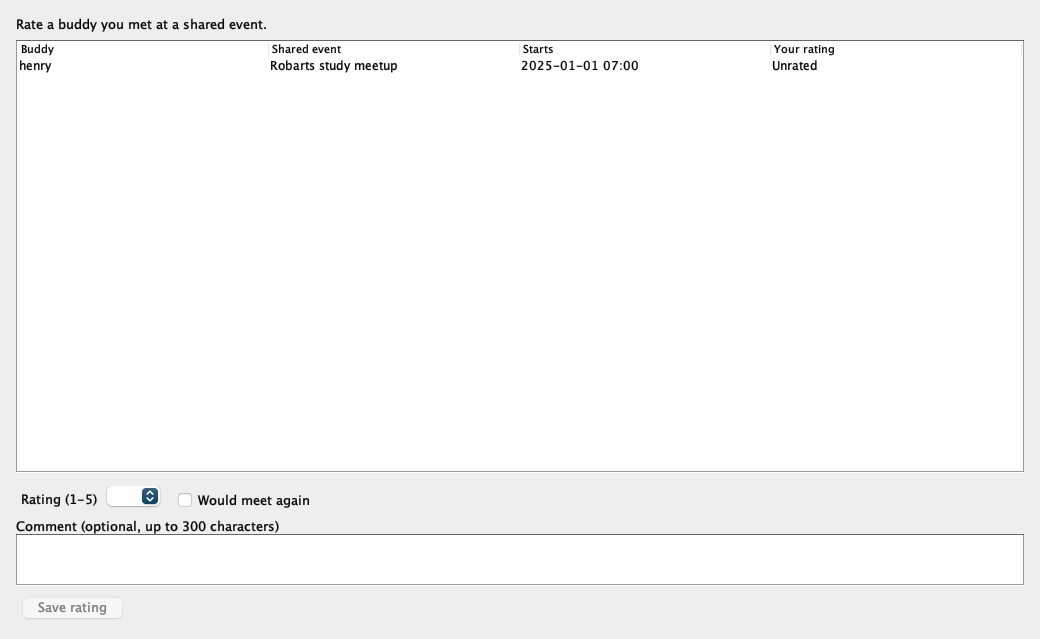 Rate a buddy you met at a shared event.
Buddy Shared event Starts Your rating
henry Robarts study meetup 2025-01-01 07:00 Unrated
Rating (1-5) Would meet again
Comment (optional, up to 300 characters)
Save rating